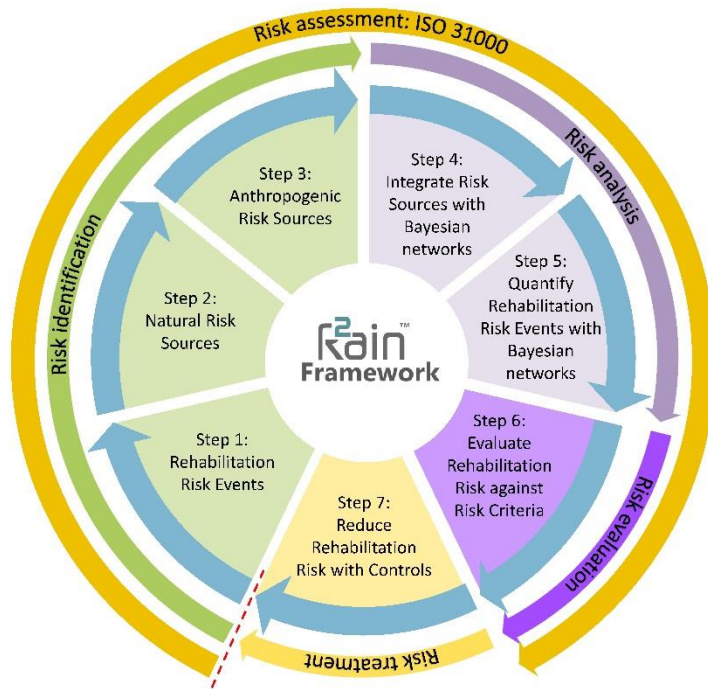 Risk assessment: ISO 31000
Risk identification
Risk analysis
Risk evaluation
Risk treatment
Step 1:
Rehabilitation
Risk Events
Step 2:
Natural Risk
Sources
Step 3:
Anthropogenic
Risk Sources
Step 4:
Integrate Risk
Sources with
Bayesian
networks
Step 5:
Quantify
Rehabilitation
Risk Events with
Bayesian
networks
Step 6:
Evaluate
Rehabilitation
Risk against
Risk Criteria
Step 7:
Reduce
Rehabilitation
Risk with Controls
R2ain™
Framework